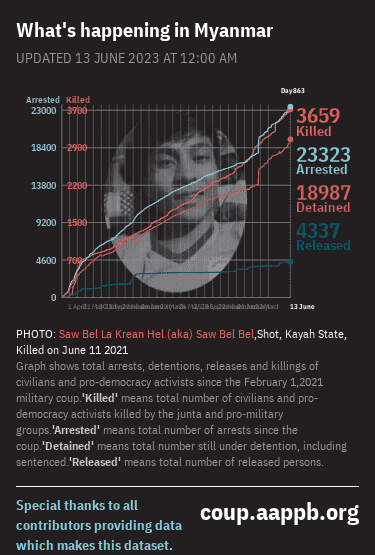 What's happening in Myanmar
UPDATED 13 JUNE 2023 AT 12:00 AM
Day863
Arrested Killed
23000 3700
18400 2900
13800 2200
9200 1500
4600 700
0
3659
Killed
23323
Arrested
18987
Detained
4337
Released
13 June
PHOTO: Saw Bel La Krean Hel (aka) Saw Bel Bel,Shot, Kayah State,
Killed on June 11 2021
Graph shows total arrests, detentions, releases and killings of
civilians and pro-democracy activists since the February 1,2021
military coup.'Killed' means total number of civilians and pro-
democracy activists killed by the junta and pro-military
groups.'Arrested' means total number of arrests since the
coup.'Detained' means total number still under detention, including
sentenced.'Released' means total number of released persons.
Special thanks to all
contributors providing data
which makes this dataset.
coup.aappb.org